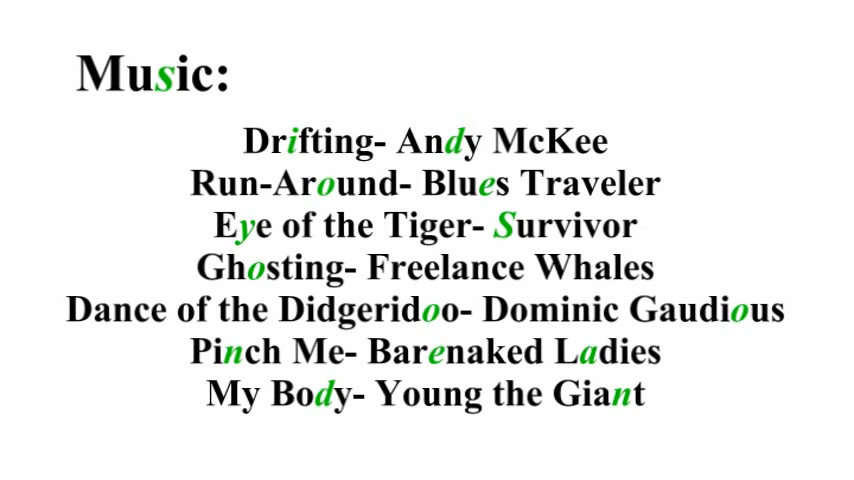 Music:
Drifting- Andy McKee
Run-Around- Blues Traveler
Eye of the Tiger- Survivor
Ghosting- Freelance Whales
Dance of the Didgeridoo- Dominic Gaudious
Pinch Me- Barenaked Ladies
My Body- Young the Giant